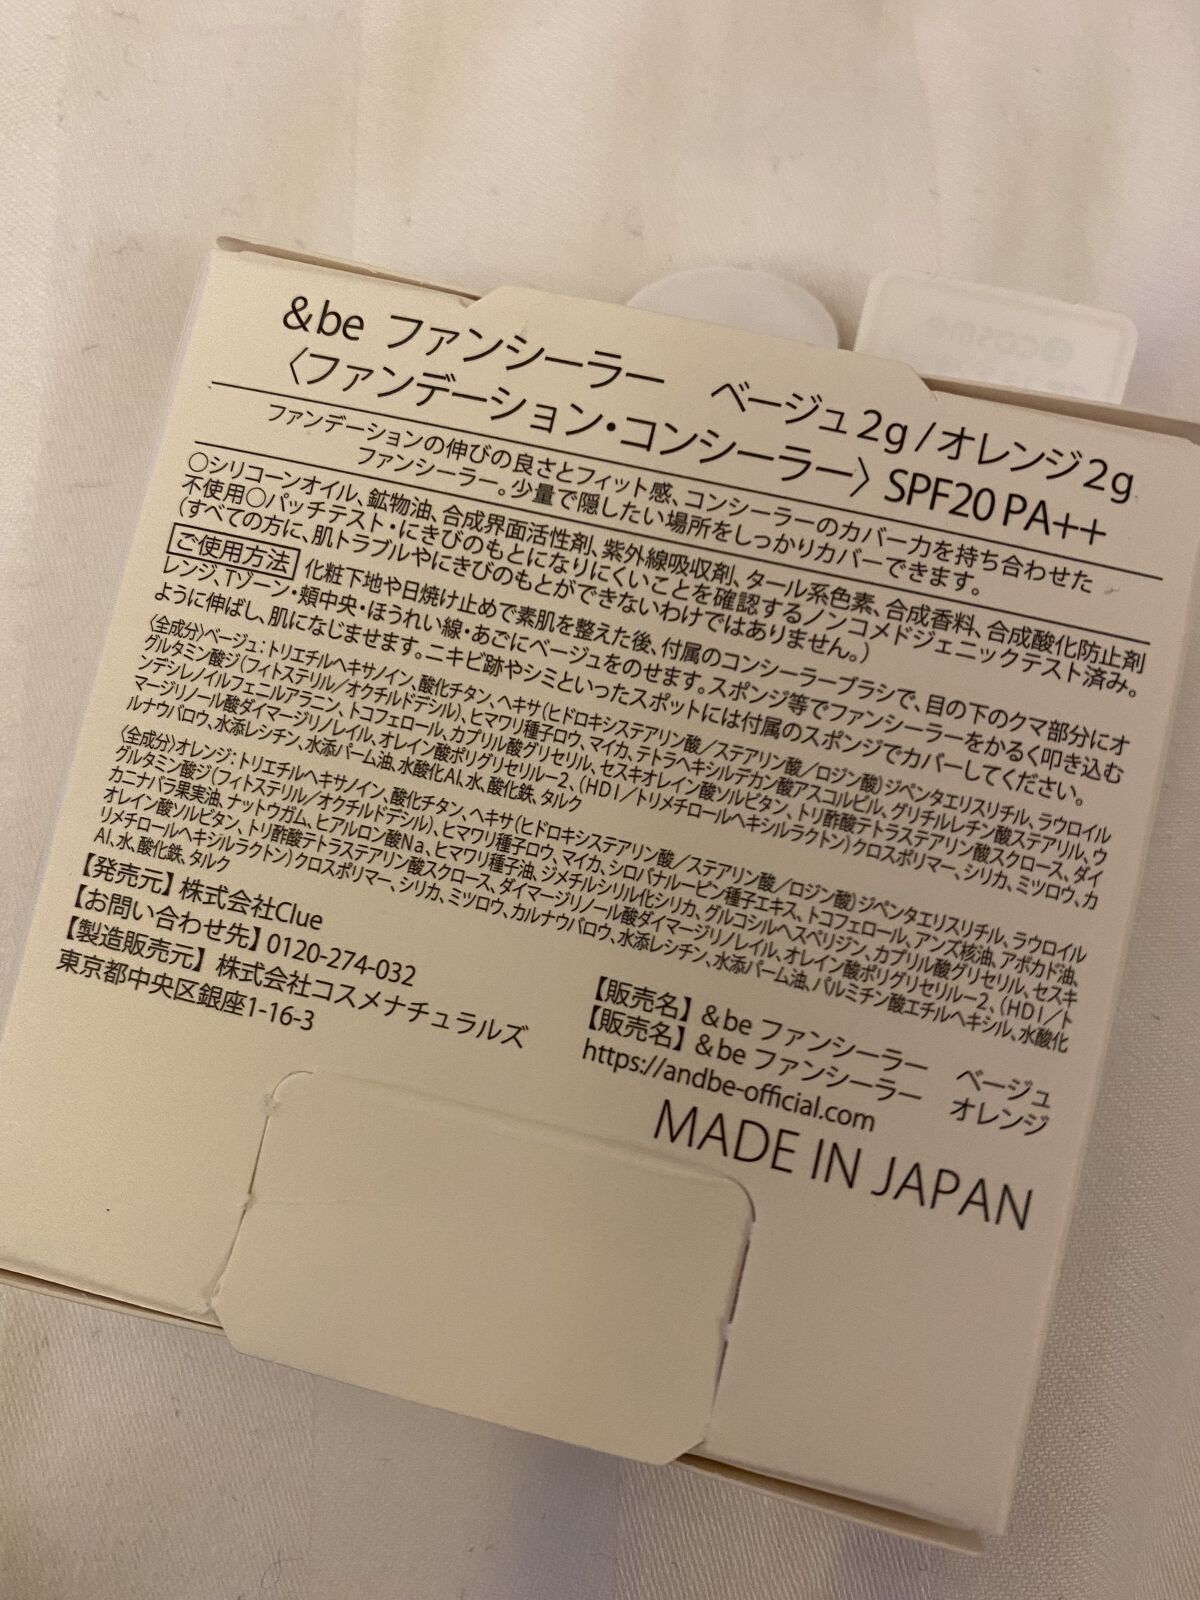 &be ファンシーラー　ベージュ2g/オレンジ2g
〈ファンデーション・コンシーラー〉SPF20 PA++
ファンデーションの伸びの良さとフィット感、コンシーラーのカバー力を持ち合わせた
ファンシーラー。少量で隠したい場所をしっかりカバーできます。
○シリコーンオイル、鉱物油、合成界面活性剤、紫外線吸収剤、タール系色素、合成香料、合成酸化防止剤
不使用○パッチテスト・にきびのもとになりにくいことを確認するノンコメドジェニックテスト済み。
(すべての方に、肌トラブルやにきびのもとができないわけではありません。)
ご使用方法 化粧下地や日焼け止めで素肌を整えた後、付属のコンシーラーブラシで、目の下のクマ部分にオ
レンジ、Tゾーン・頬中央・ほうれい線・あごにベージュをのせます。スポンジ等でファンシーラーをかるく叩き込む
ように伸ばし、肌になじませます。ニキビ跡やシミといったスポットには付属のスポンジでカバーしてください。
〈全成分〉ベージュ:トリエチルヘキサノイン、酸化チタン、ヘキサ(ヒドロキシステアリン酸/ステアリン酸/ロジン酸)ジペンタエリスリチル、ラウロイル
グルタミン酸ジ(フィトステリル/オクチルドデシル)、ヒマワリ種子ロウ、マイカ、テトラヘキシルデカン酸アスコルビル、グリチルレチン酸ステアリル、ウ
ンデシレノイルフェニルアラニン、トコフェロール、カプリル酸グリセリル、セスキオレイン酸ソルビタン、トリ酢酸テトラステアリン酸スクロース、ダイ
マージリノール酸ダイマージリノレイル、オレイン酸ポリグリセリル-2、(HDI/トリメチロールヘキシルラクトン)クロスポリマー、シリカ、ミツロウ、カ
ルナウバロウ、水添レシチン、水添パーム油、水酸化Al、水、酸化鉄、タルク
〈全成分〉オレンジ:トリエチルヘキサノイン、酸化チタン、ヘキサ(ヒドロキシステアリン酸/ステアリン酸/ロジン酸)ジペンタエリスリチル、ラウロイル
グルタミン酸ジ(フィトステリル/オクチルドデシル)、ヒマワリ種子ロウ、マイカ、シロバナルーピン種子エキス、トコフェロール、アンズ核油、アボカド油、
カニナバラ果実油、ナットウガム、ヒアルロン酸Na、ヒマワリ種子油、ジメチルシリル化シリカ、グルコシルヘスペリジン、カプリル酸グリセリル、セスキ
オレイン酸ソルビタン、トリ酢酸テトラステアリン酸スクロース、ダイマージリノール酸ダイマージリノレイル、オレイン酸ポリグリセリル-2、(HDI/ト
リメチロールヘキシルラクトン)クロスポリマー、シリカ、ミツロウ、カルナウバロウ、水添レシチン、水添パーム油、パルミチン酸エチルヘキシル、水酸化
Al、水、酸化鉄、タルク
【発売元】株式会社Clue
【お問い合わせ先】0120-274-032
【製造販売元】株式会社コスメナチュラルズ
東京都中央区銀座1-16-3
【販売名】&be ファンシーラー　ベージュ
【販売名】&be ファンシーラー　オレンジ
https://andbe-official.com
MADE IN JAPAN